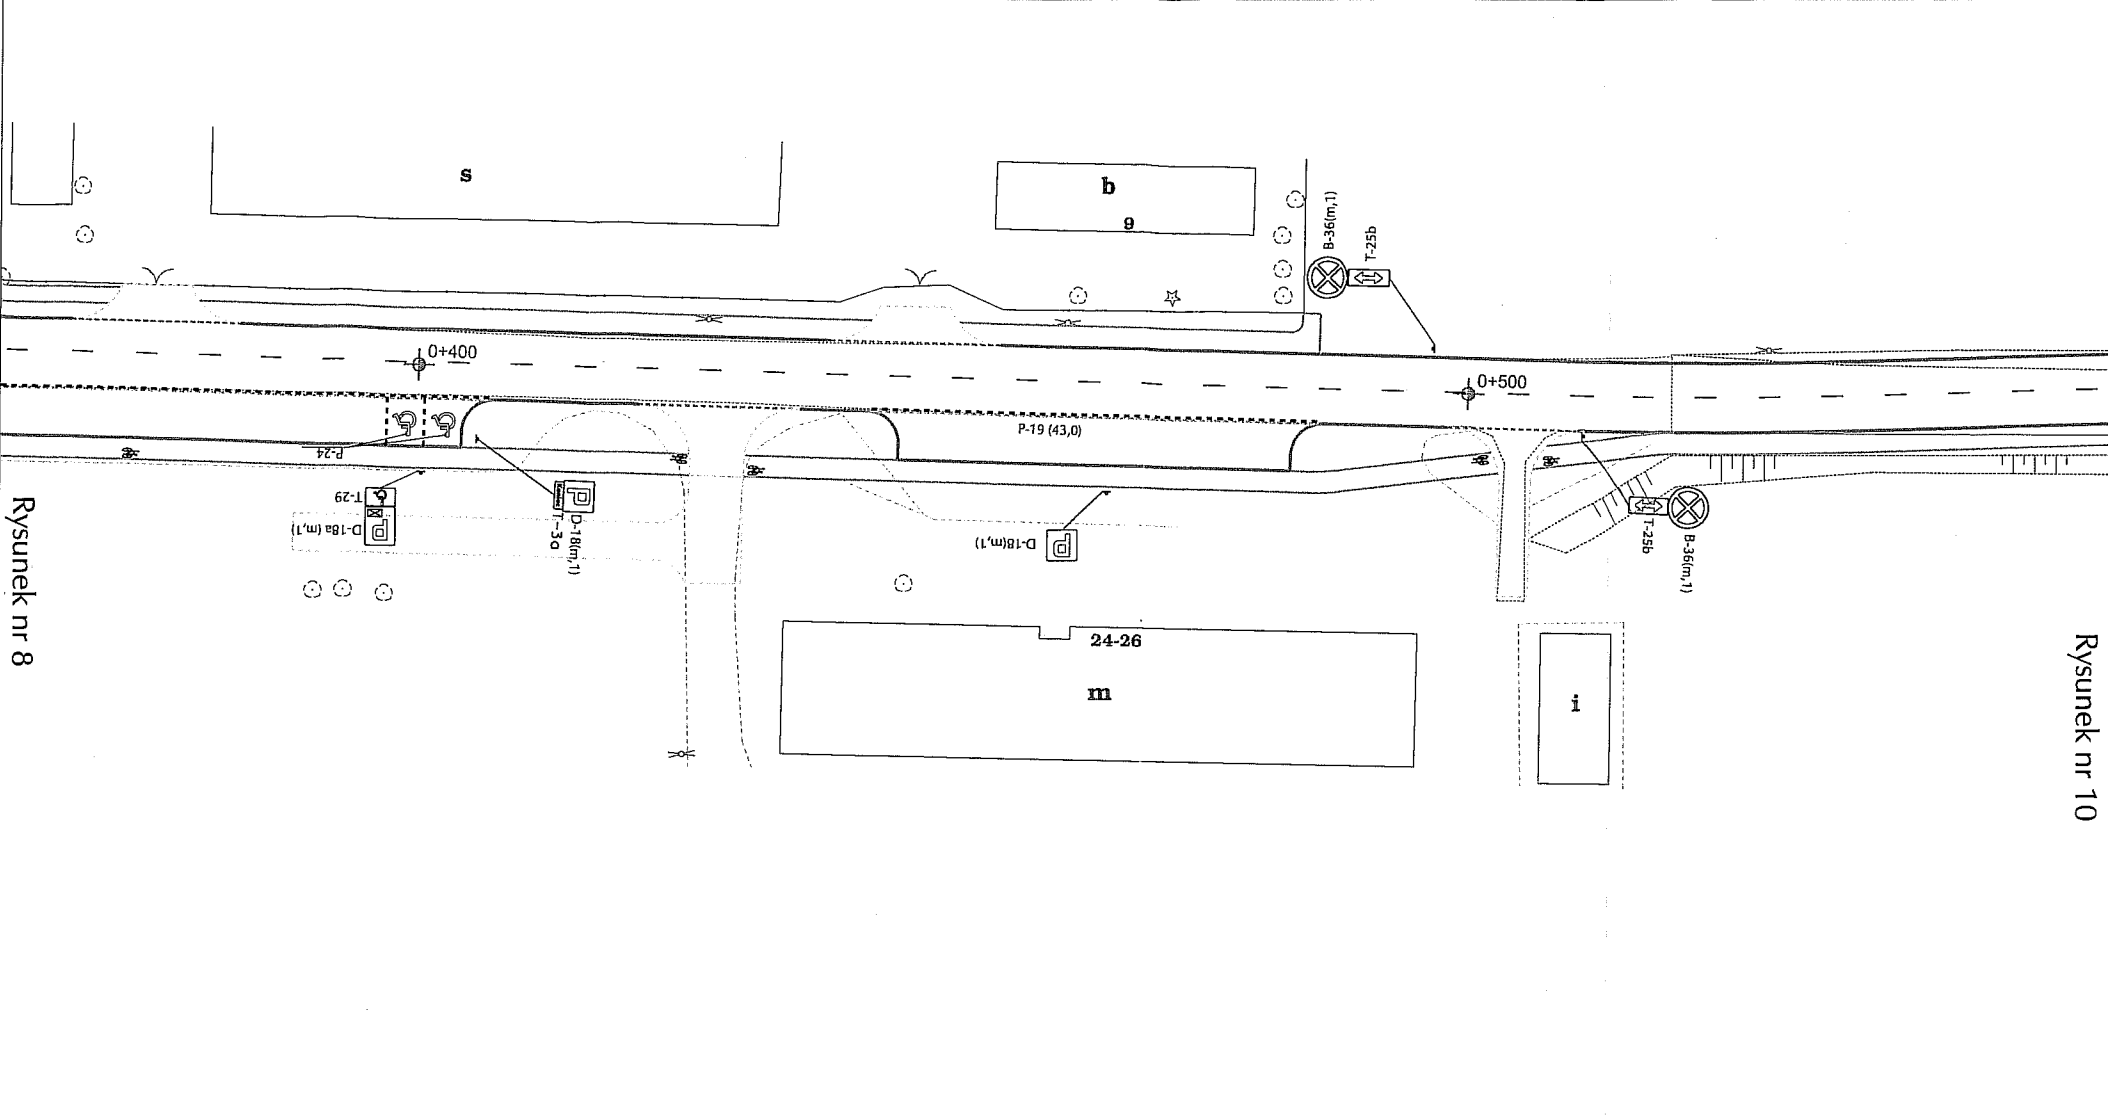 s
b
9
B-36(m,1)
T-25b
0+400
0+500
P-19 (43,0)
P-24
T-29
D-18a (m,1)
P
D-18(m,1)
T-3a
P
D-18(m,1)
P
T-25b
B-36(m,1)
24-26
m
i
Rysunek nr 8
Rysunek nr 10